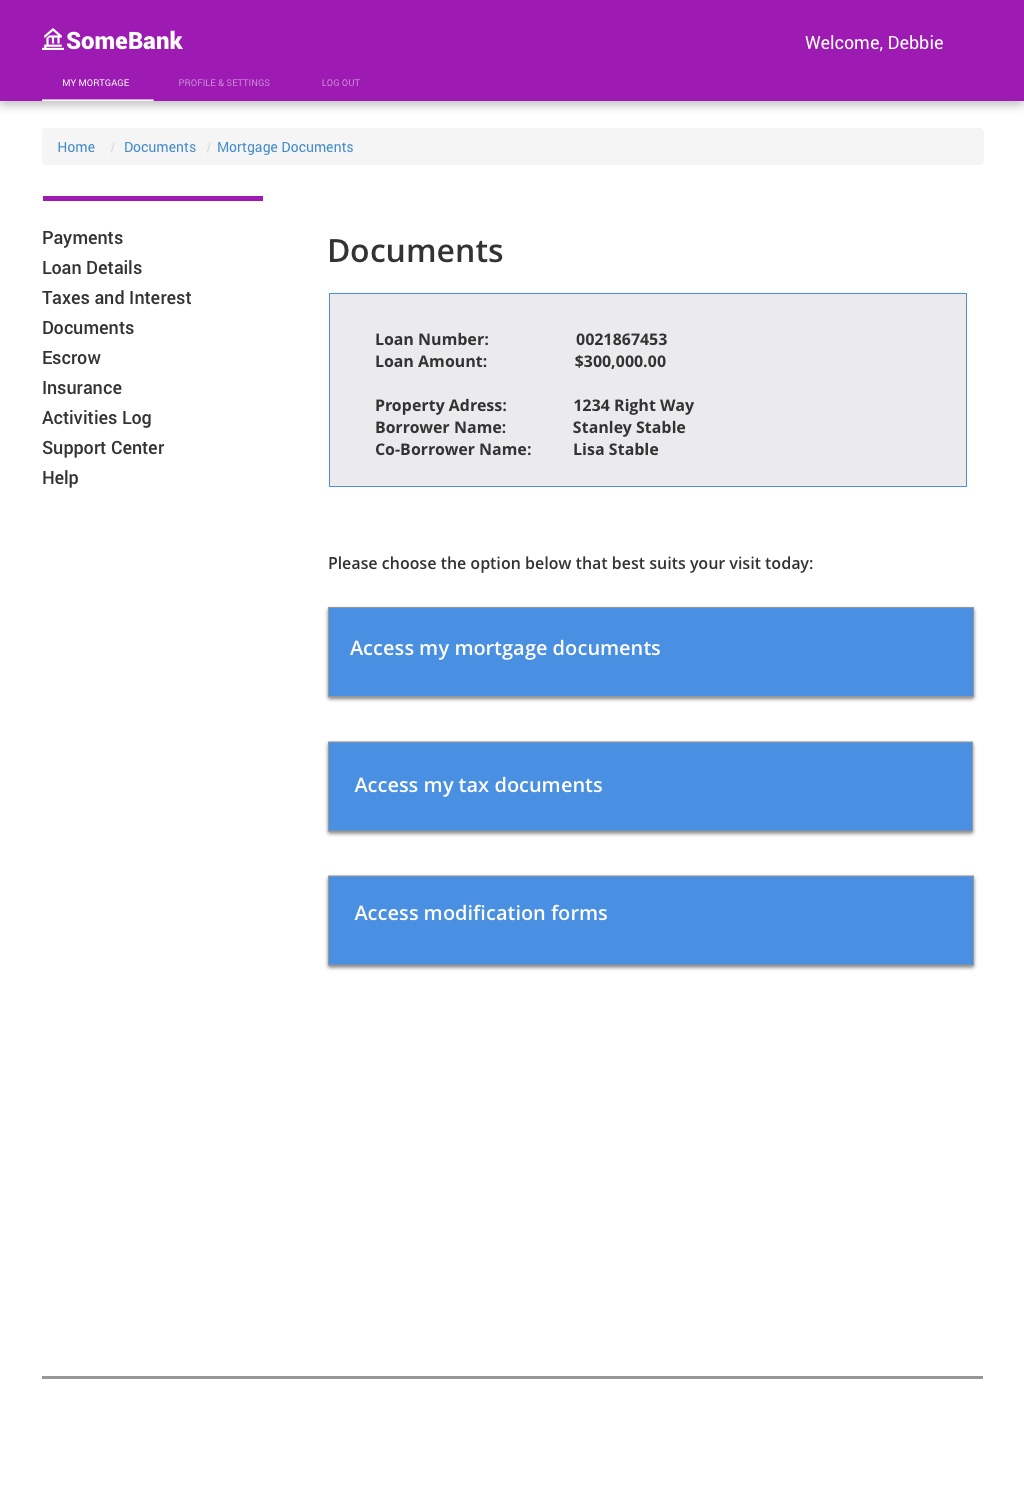 SomeBank
Welcome, Debbie
MY MORTGAGE PROFILE & SETTINGS LOG OUT
Home / Documents / Mortgage Documents
Payments
Loan Details
Taxes and Interest
Documents
Escrow
Insurance
Activities Log
Support Center
Help
Documents
Loan Number: 0021867453
Loan Amount: $300,000.00
Property Adress: 1234 Right Way
Borrower Name: Stanley Stable
Co-Borrower Name: Lisa Stable
Please choose the option below that best suits your visit today:
Access my mortgage documents
Access my tax documents
Access modification forms